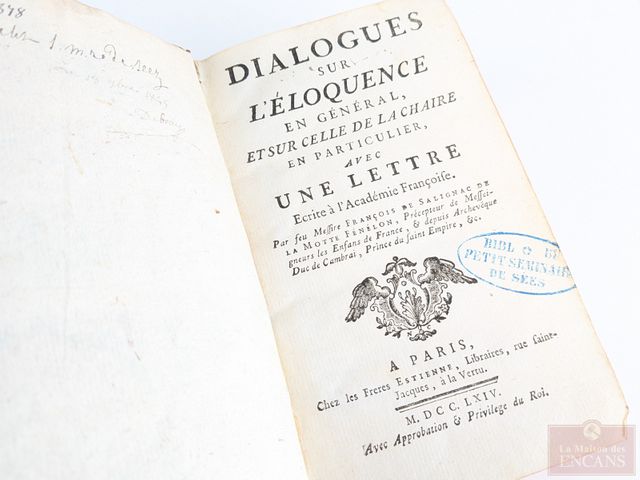 DIALOGUES
SUR
L'ÉLOQUENCE
EN GÉNÉRAL,
ET SUR CELLE DE LA CHAIRE
EN PARTICULIER,
AVEC
UNE LETTRE
Ecrite à l'Académie Françoise.
Par feu Messire FRANÇOIS DE SALIGNAC DE
LA MOTTE FÉNÉLON, Précepteur de Messei-
gneurs les Enfans de France, & depuis Archevêque
Duc de Cambrai, Prince du saint Empire, &c.
BIBL DU
PETIT SEMINAIRE
DE SEES
A PARIS,
Chez les Freres ESTIENNE, Libraires, rue saint-
Jacques, à la Vertu.
M. DCC. LXIV.
Avec Approbation & Privilege du Roi.
La Maison des
ENCANS